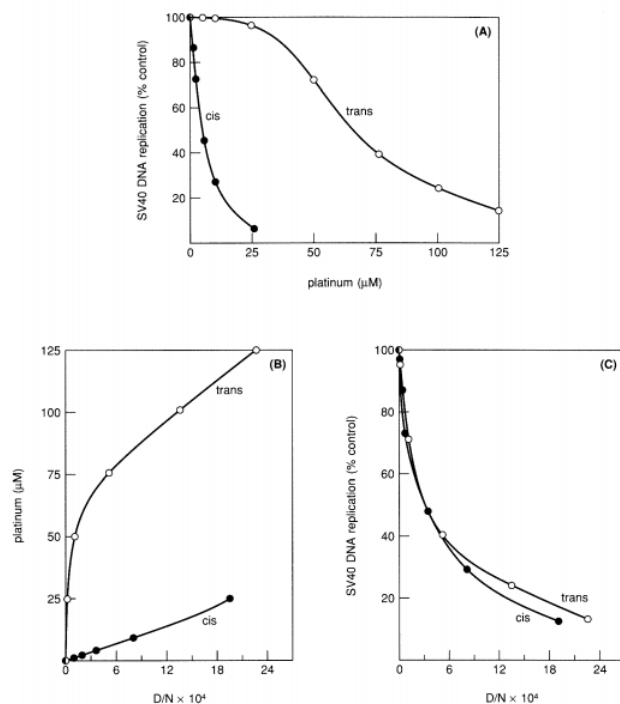 (A)
SV40 DNA replication (% control)
100
80
60
40
20
cis
trans
0
25
50
75
100
125
platinum (μM)
(B)
platinum (μM)
125
100
75
50
25
trans
cis
0
6
12
18
24
D/N × 10⁴
(C)
SV40 DNA replication (% control)
100
80
60
40
20
trans
cis
0
6
12
18
24
D/N × 10⁴